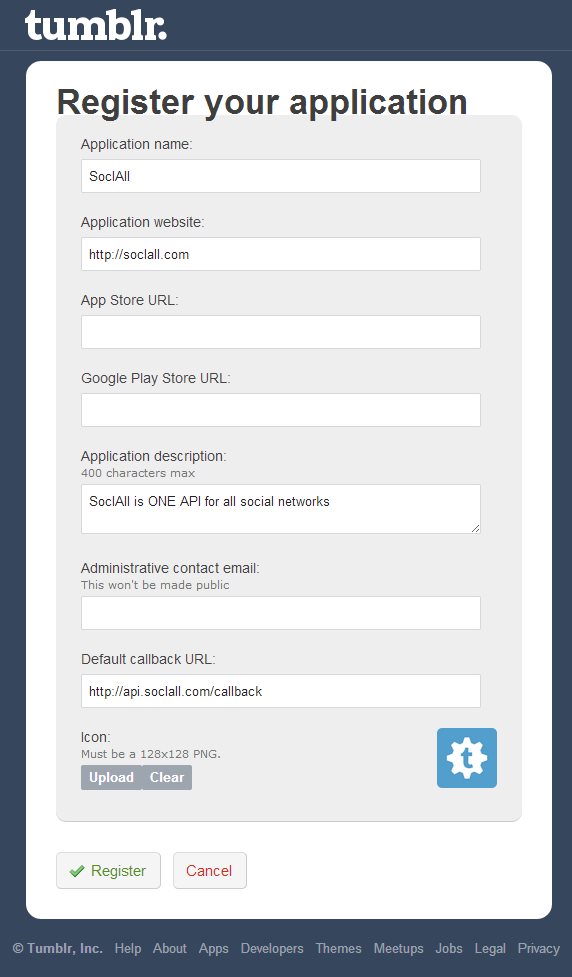 tumblr.
Register your application
Application name:
SoclAll
Application website:
http://soclall.com
App Store URL:
Google Play Store URL:
Application description:
400 characters max
SoclAll is ONE API for all social networks
Administrative contact email:
This won't be made public
Default callback URL:
http://api.soclall.com/callback
Icon:
Must be a 128x128 PNG.
t
Upload Clear
Register Cancel
© Tumblr, Inc. Help About Apps Developers Themes Meetups Jobs Legal Privacy